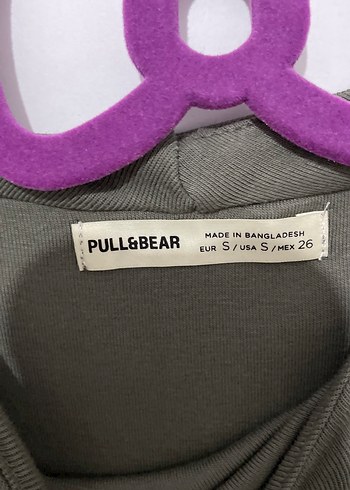 PULL&BEAR
MADE IN BANGLADESH
EUR S / USA S / MEX 26